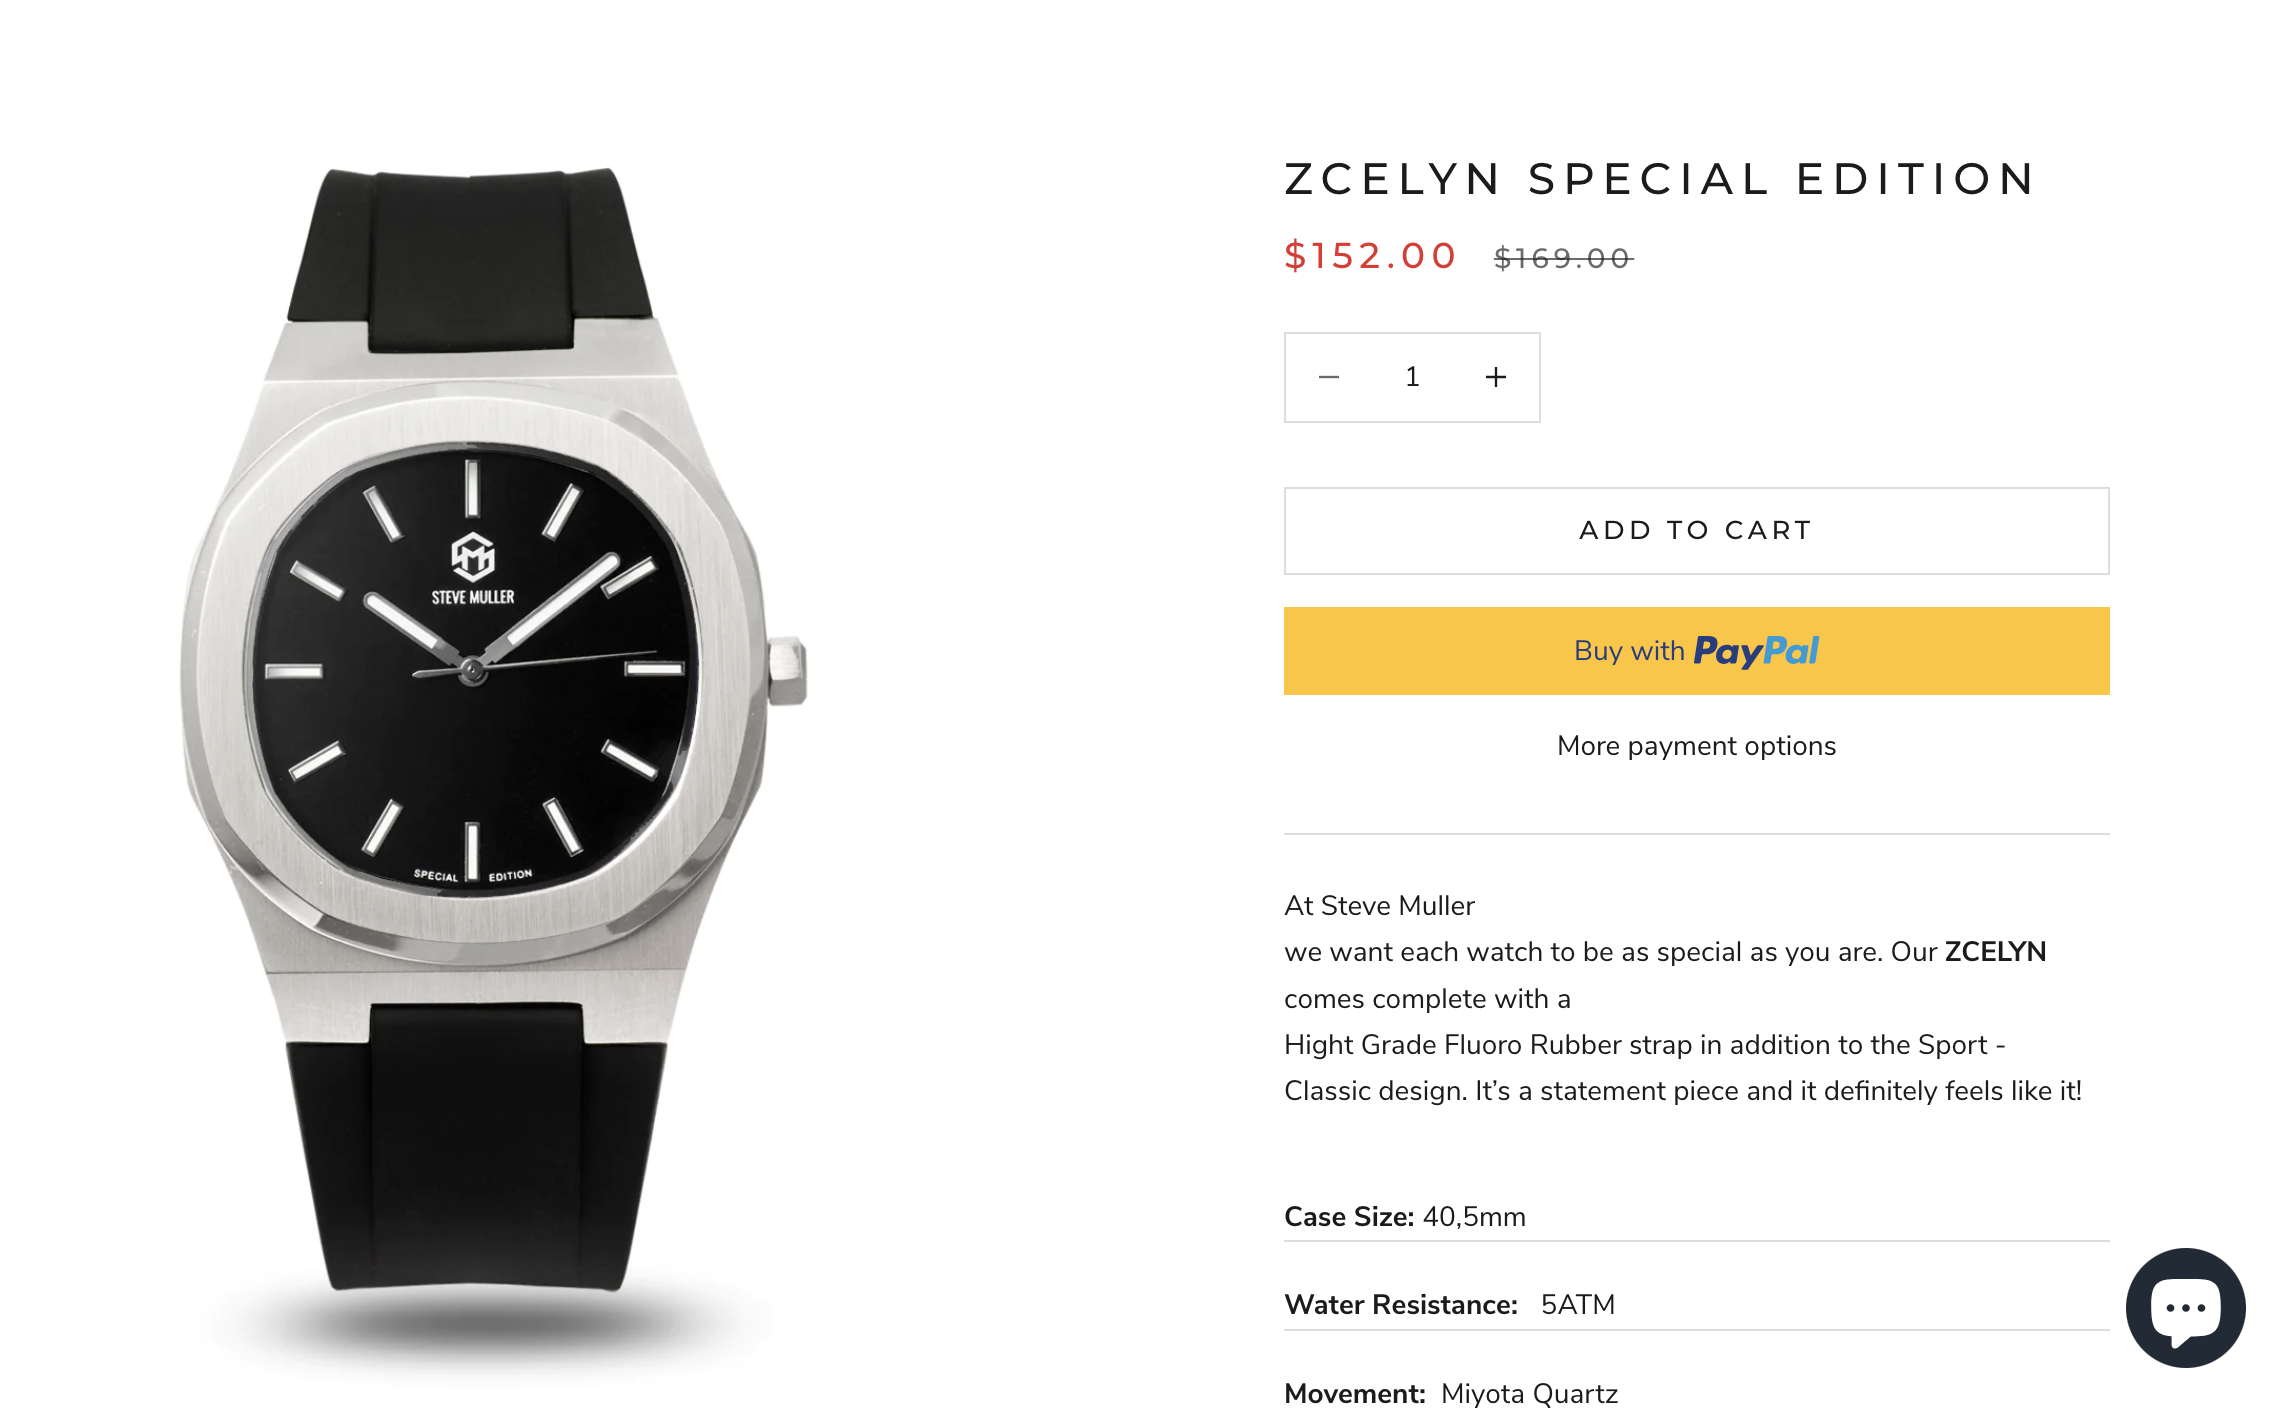 STEVE MULLER
SPECIAL EDITION
ZCELYN SPECIAL EDITION
$152.00 $169.00
− 1 +
ADD TO CART
Buy with PayPal
More payment options
At Steve Muller
we want each watch to be as special as you are. Our ZCELYN
comes complete with a
Hight Grade Fluoro Rubber strap in addition to the Sport -
Classic design. It’s a statement piece and it definitely feels like it!
Case Size: 40,5mm
Water Resistance: 5ATM
Movement: Miyota Quartz